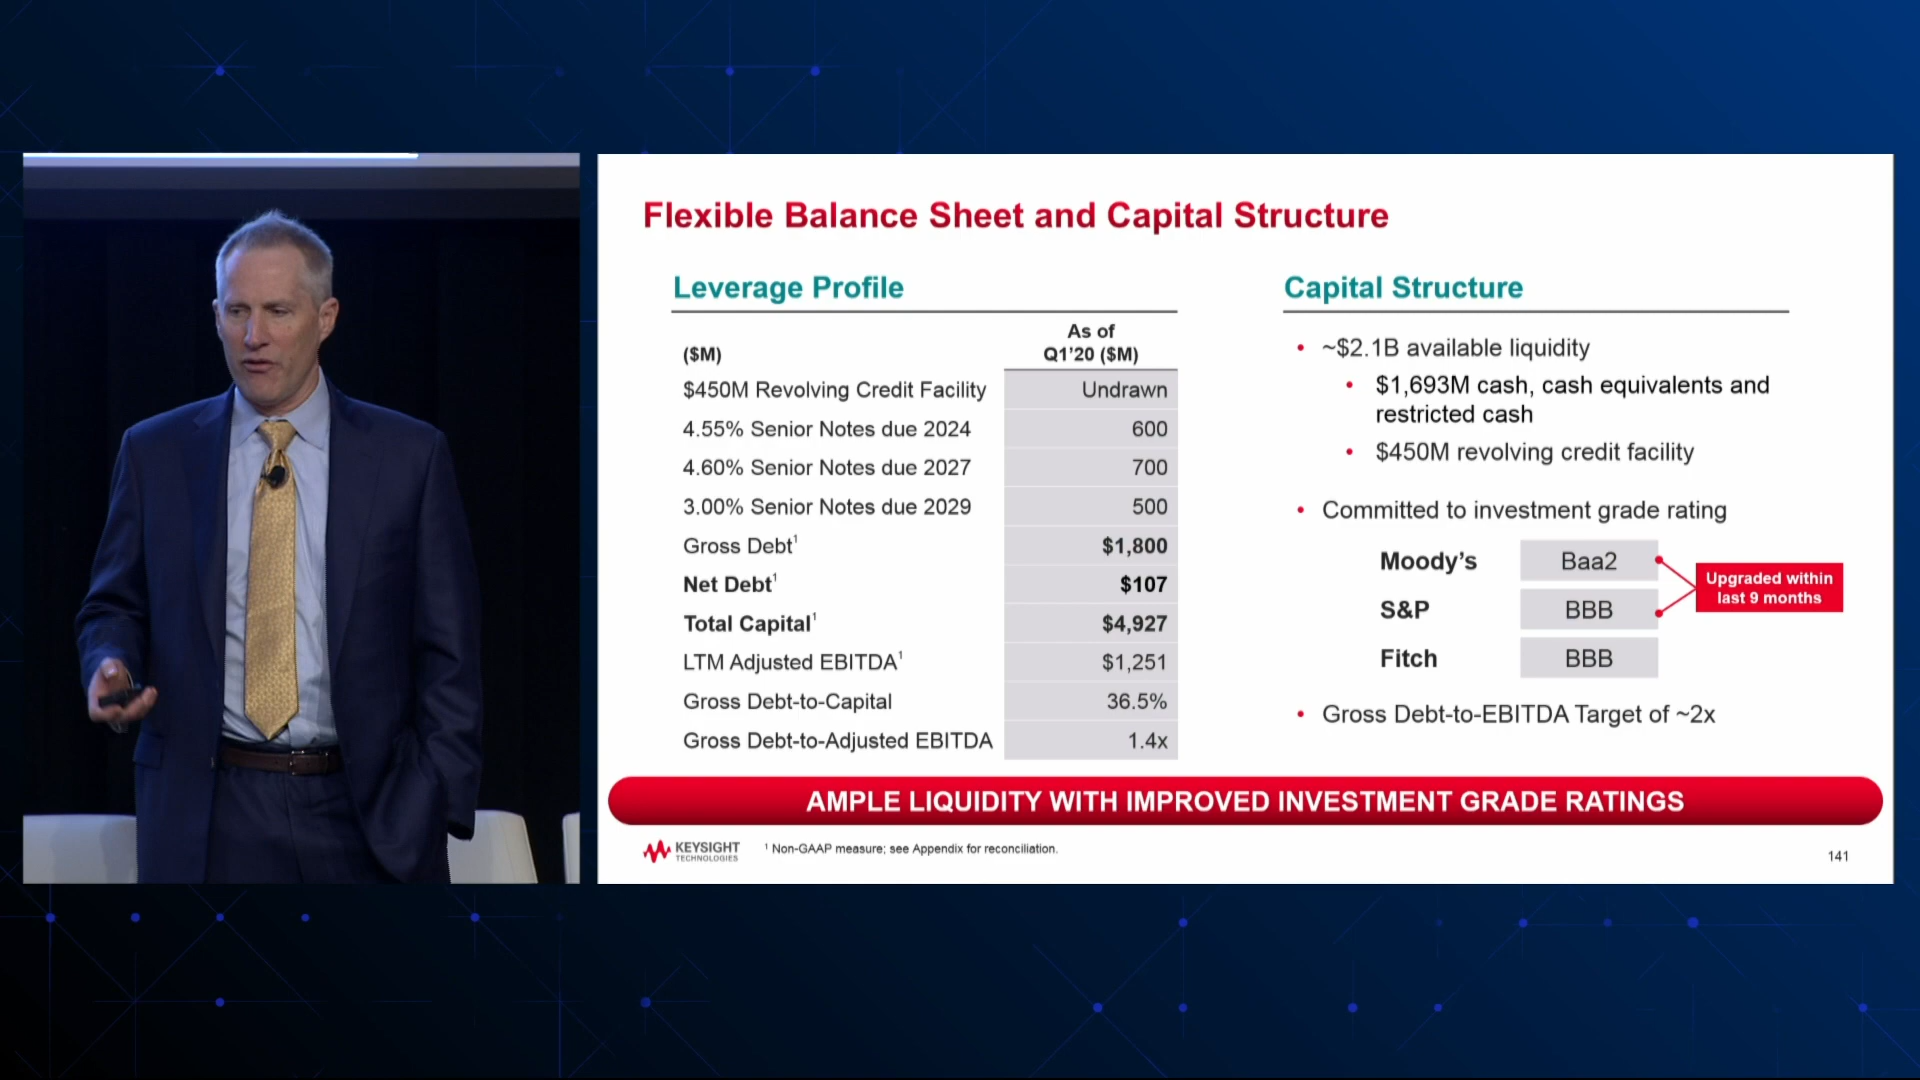 Flexible Balance Sheet and Capital Structure
Leverage Profile
($M)
As of
Q1’20 ($M)
$450M Revolving Credit Facility Undrawn
4.55% Senior Notes due 2024 600
4.60% Senior Notes due 2027 700
3.00% Senior Notes due 2029 500
Gross Debt¹ $1,800
Net Debt¹ $107
Total Capital¹ $4,927
LTM Adjusted EBITDA¹ $1,251
Gross Debt-to-Capital 36.5%
Gross Debt-to-Adjusted EBITDA 1.4x
Capital Structure
• ~$2.1B available liquidity
• $1,693M cash, cash equivalents and
restricted cash
• $450M revolving credit facility
• Committed to investment grade rating
Moody’s Baa2
S&P BBB
Fitch BBB
Upgraded within
last 9 months
• Gross Debt-to-EBITDA Target of ~2x
AMPLE LIQUIDITY WITH IMPROVED INVESTMENT GRADE RATINGS
KEYSIGHT
TECHNOLOGIES
¹ Non-GAAP measure; see Appendix for reconciliation.
141